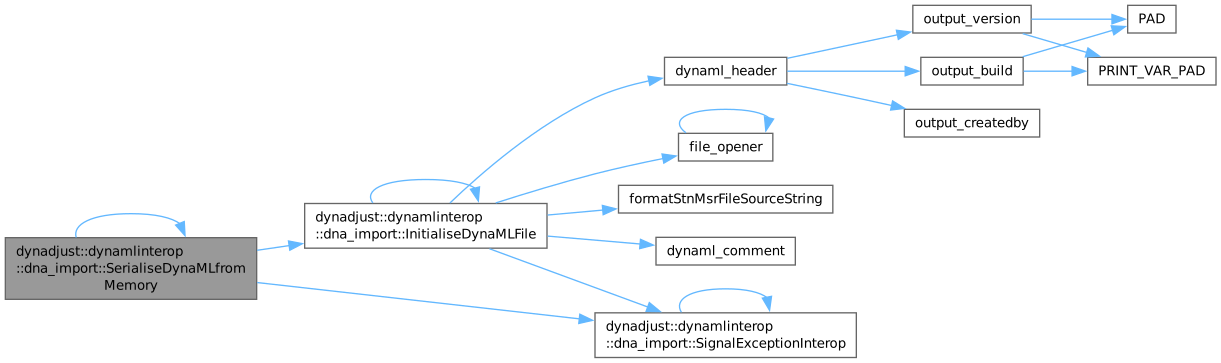 dynadjust::dynamlinterop
::dna_import::SerialiseDynaMLfrom
Memory
dynadjust::dynamlinterop
::dna_import::InitialiseDynaMLFile
dynaml_header
output_version
PAD
output_build
PRINT_VAR_PAD
output_createdby
file_opener
formatStnMsrFileSourceString
dynaml_comment
dynadjust::dynamlinterop
::dna_import::SignalExceptionInterop